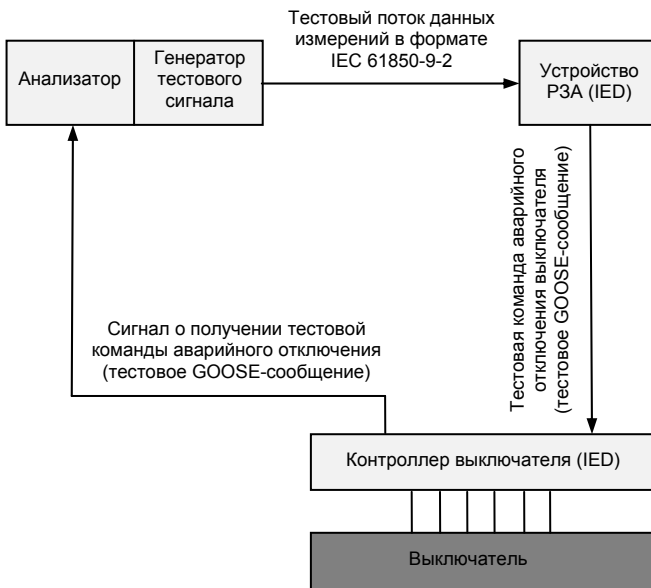 Тестовый поток данных
измерений в формате
IEC 61850-9-2
Анализатор
Генератор
тестового
сигнала
Устройство
РЗА (IED)
Тестовая команда аварийного
отключения выключателя
(тестовое GOOSE-сообщение)
Сигнал о получении тестовой
команды аварийного отключения
(тестовое GOOSE-сообщение)
Контроллер выключателя (IED)
Выключатель